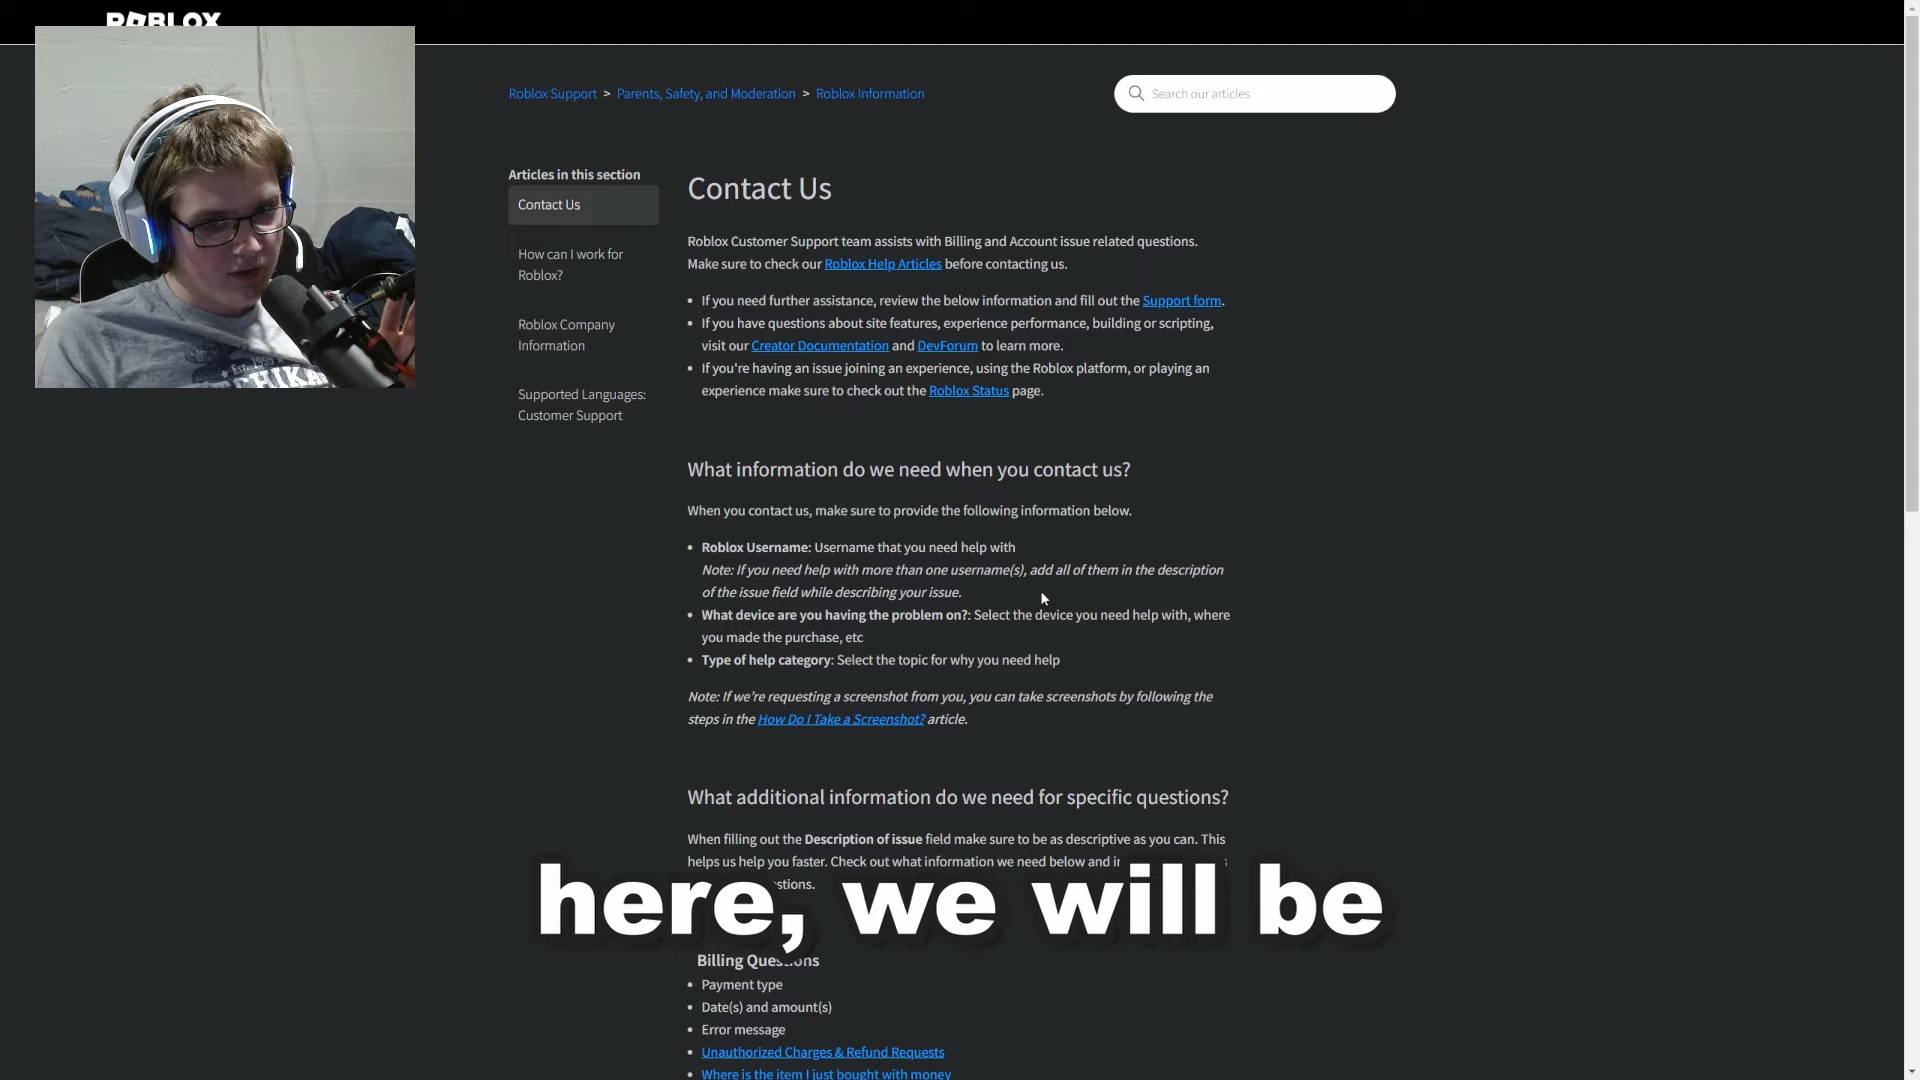 ROBLOX
Roblox Support > Parents, Safety, and Moderation > Roblox Information
Search our articles
Articles in this section
Contact Us
How can I work for
Roblox?
Roblox Company
Information
Supported Languages:
Customer Support
Contact Us
Roblox Customer Support team assists with Billing and Account issue related questions.
Make sure to check our Roblox Help Articles before contacting us.
• If you need further assistance, review the below information and fill out the Support form.
• If you have questions about site features, experience performance, building or scripting,
visit our Creator Documentation and DevForum to learn more.
• If you're having an issue joining an experience, using the Roblox platform, or playing an
experience make sure to check out the Roblox Status page.
What information do we need when you contact us?
When you contact us, make sure to provide the following information below.
• Roblox Username: Username that you need help with
Note: If you need help with more than one username(s), add all of them in the description
of the issue field while describing your issue.
• What device are you having the problem on?: Select the device you need help with, where
you made the purchase, etc
• Type of help category: Select the topic for why you need help
Note: If we're requesting a screenshot from you, you can take screenshots by following the
steps in the How Do I Take a Screenshot? article.
What additional information do we need for specific questions?
When filling out the Description of issue field make sure to be as descriptive as you can. This
helps us help you faster. Check out what information we need below and
here, we will be
Billing Questions
• Payment type
• Date(s) and amount(s)
• Error message
• Unauthorized Charges & Refund Requests
• Where is the item I just bought with money